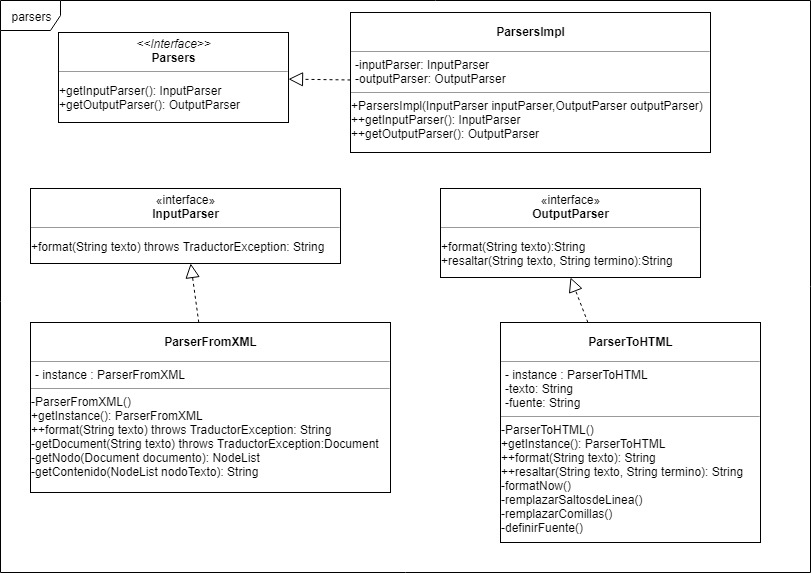 parsers
<<Interface>>
Parsers
+getInputParser(): InputParser
+getOutputParser(): OutputParser
ParsersImpl
-inputParser: InputParser
-outputParser: OutputParser
+ParsersImpl(InputParser inputParser,OutputParser outputParser)
++getInputParser(): InputParser
++getOutputParser(): OutputParser
«interface»
InputParser
+format(String texto) throws TraductorException: String
«interface»
OutputParser
+format(String texto):String
+resaltar(String texto, String termino):String
ParserFromXML
- instance : ParserFromXML
-ParserFromXML()
+getInstance(): ParserFromXML
++format(String texto) throws TraductorException: String
-getDocument(String texto) throws TraductorException:Document
-getNodo(Document documento): NodeList
-getContenido(NodeList nodoTexto): String
ParserToHTML
- instance : ParserToHTML
-texto: String
-fuente: String
-ParserToHTML()
+getInstance(): ParserToHTML
++format(String texto): String
++resaltar(String texto, String termino): String
-formatNow()
-remplazarSaltosdeLinea()
-remplazarComillas()
-definirFuente()